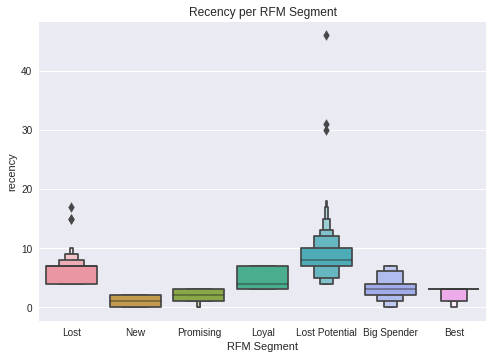 Recency per RFM Segment
recency
40
30
20
10
0
Lost
New
Promising
Loyal
Lost Potential
Big Spender
Best
RFM Segment